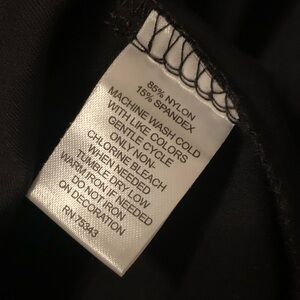 85% NYLON
15% SPANDEX
MACHINE WASH COLD
WITH LIKE COLORS
GENTLE CYCLE
ONLY NON-
CHLORINE BLEACH
WHEN NEEDED
TUMBLE DRY LOW
WARM IRON IF NEEDED
DO NOT IRON
ON DECORATION
RN 75343